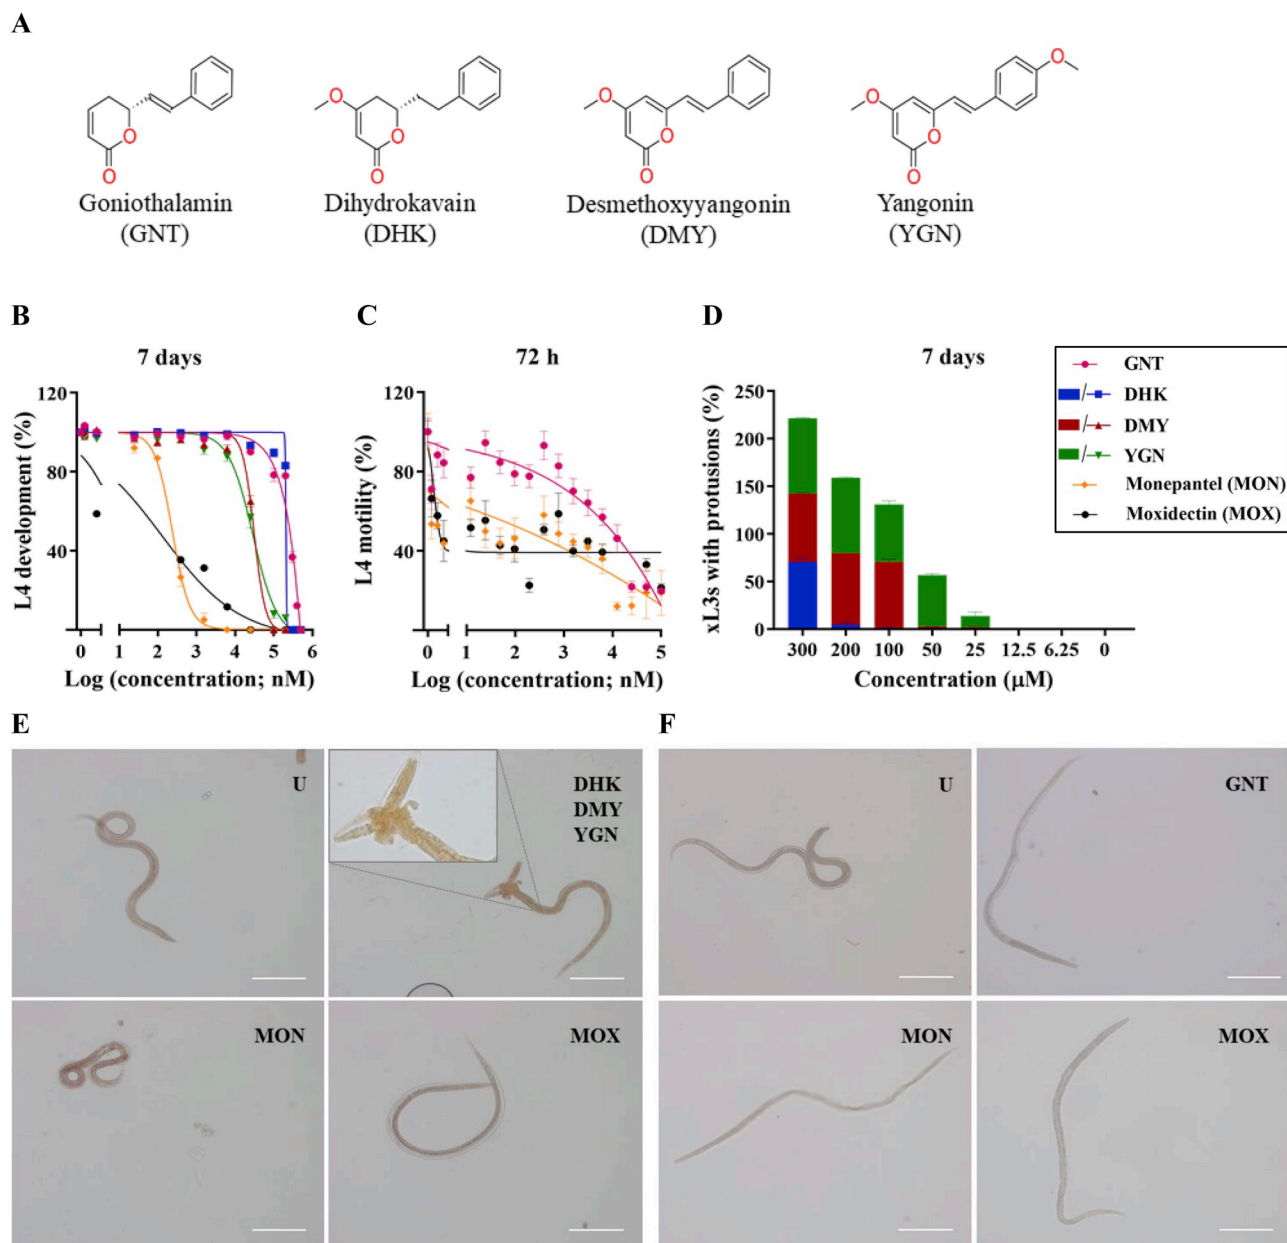 A
O
O
O
O
O
O
O
O
O
O
O
O
Goniothalamin
(GNT)
Dihydrokavain
(DHK)
Desmethoxyyangonin
(DMY)
Yangonin
(YGN)
B
7 days
L4 development (%)
120
80
40
0 1 2 3 4 5 6
Log (concentration; nM)
C
72 h
L4 motility (%)
120
80
40
0 1 2 3 4 5
Log (concentration; nM)
D
7 days
xL3s with protusions (%)
250
200
150
100
50
0
300 200 100 50 25 12.5 6.25 0
Concentration (µM)
GNT
/ DHK
/ DMY
/ YGN
Monepantel (MON)
Moxidectin (MOX)
E
U
DHK
DMY
YGN
MON
MOX
F
U
GNT
MON
MOX